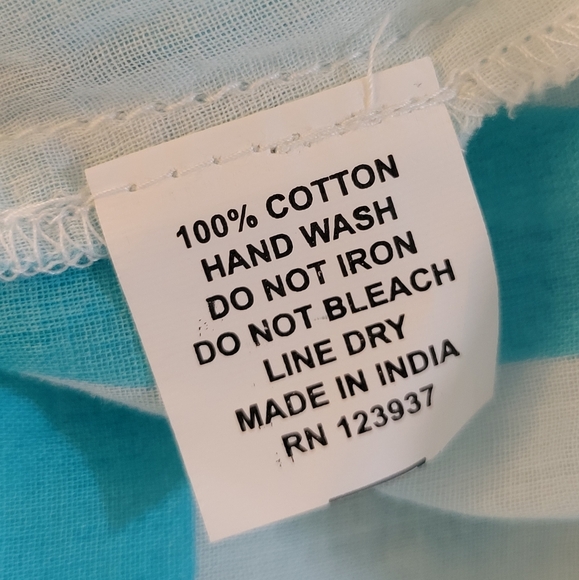 100% COTTON
HAND WASH
DO NOT IRON
DO NOT BLEACH
LINE DRY
MADE IN INDIA
RN 123937